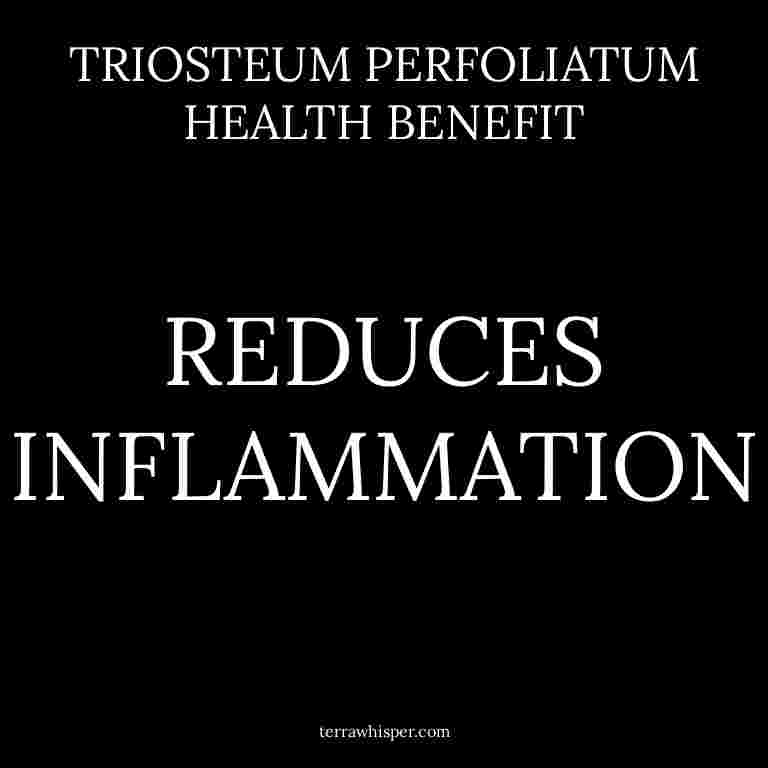 TRIOSTEUM PERFOLIATUM
HEALTH BENEFIT
REDUCES
INFLAMMATION
terrawhisper.com